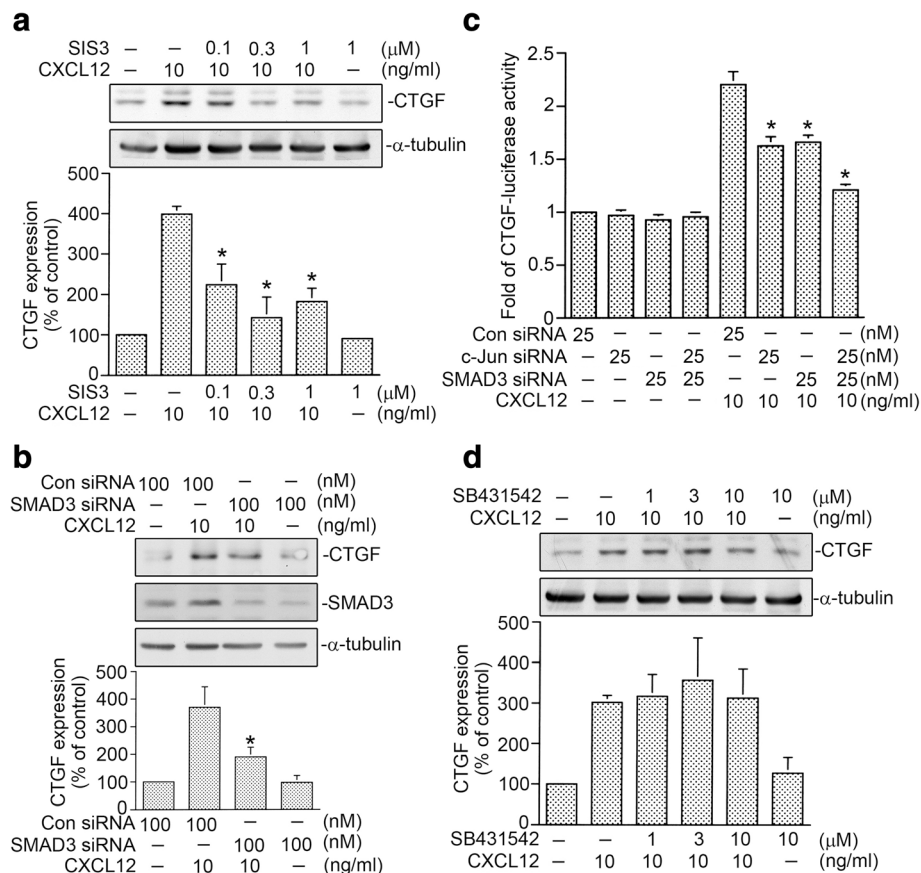 a
SIS3 – – 0.1 0.3 1 1 (μM)
CXCL12 – 10 10 10 10 – (ng/ml)
-CTGF
-α-tubulin
CTGF expression
(% of control)
500
400
300
200
100
0
* * *
SIS3 – – 0.1 0.3 1 1 (μM)
CXCL12 – 10 10 10 10 – (ng/ml)
c
Fold of CTGF-luciferase activity
2.5
2
1.5
1
0.5
0
* * *
Con siRNA 25 – – – 25 – – – (nM)
c-Jun siRNA – 25 – 25 – 25 – 25 (nM)
SMAD3 siRNA – – 25 25 – – 25 25 (nM)
CXCL12 – – – – 10 10 10 10 (ng/ml)
b
Con siRNA 100 100 – – (nM)
SMAD3 siRNA – – 100 100 (nM)
CXCL12 – 10 10 – (ng/ml)
-CTGF
-SMAD3
-α-tubulin
CTGF expression
(% of control)
500
400
300
200
100
0
*
Con siRNA 100 100 – – (nM)
SMAD3 siRNA – – 100 100 (nM)
CXCL12 – 10 10 – (ng/ml)
d
SB431542 – – 1 3 10 10 (μM)
CXCL12 – 10 10 10 10 – (ng/ml)
-CTGF
-α-tubulin
CTGF expression
(% of control)
500
400
300
200
100
0
SB431542 – – 1 3 10 10 (μM)
CXCL12 – 10 10 10 10 – (ng/ml)